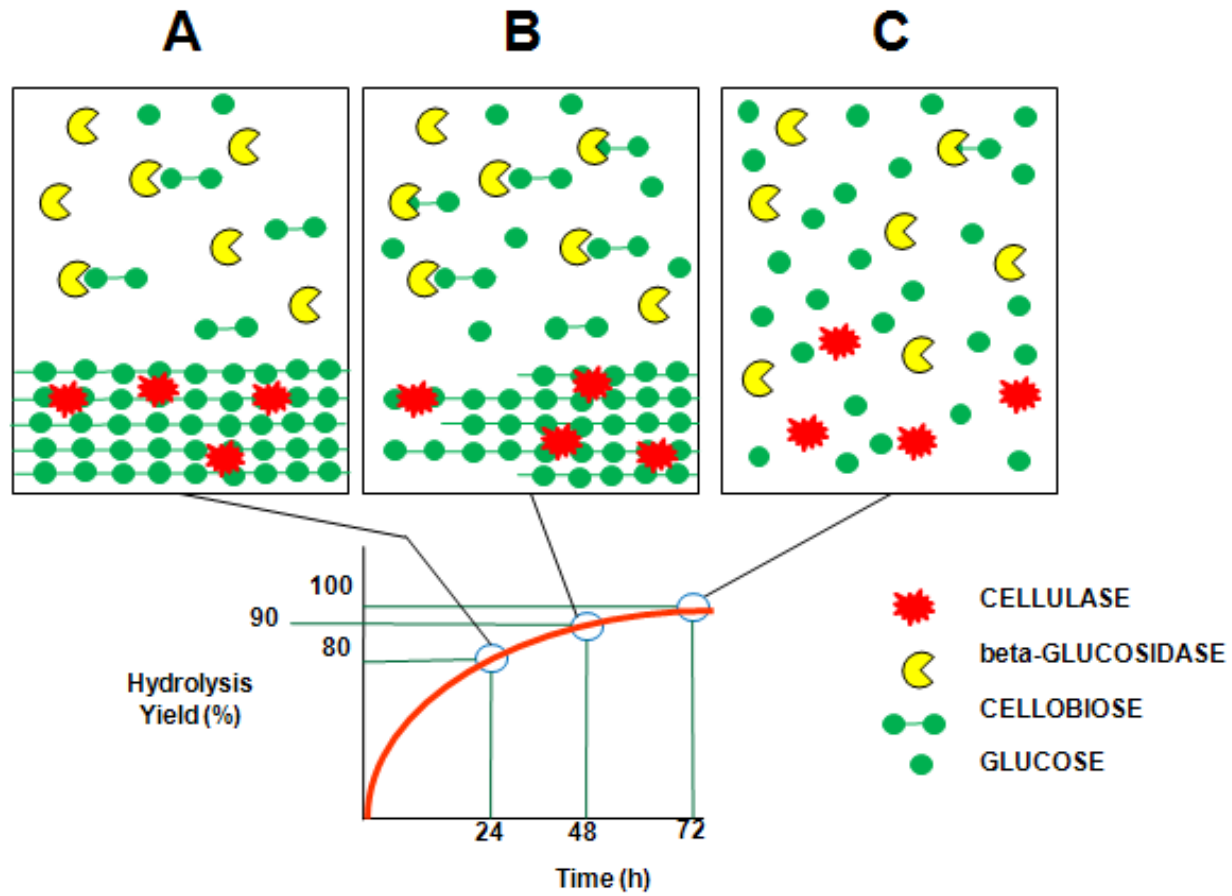 A
B
C
100
90
80
Hydrolysis
Yield (%)
24
48
72
Time (h)
CELLULASE
beta-GLUCOSIDASE
CELLOBIOSE
GLUCOSE